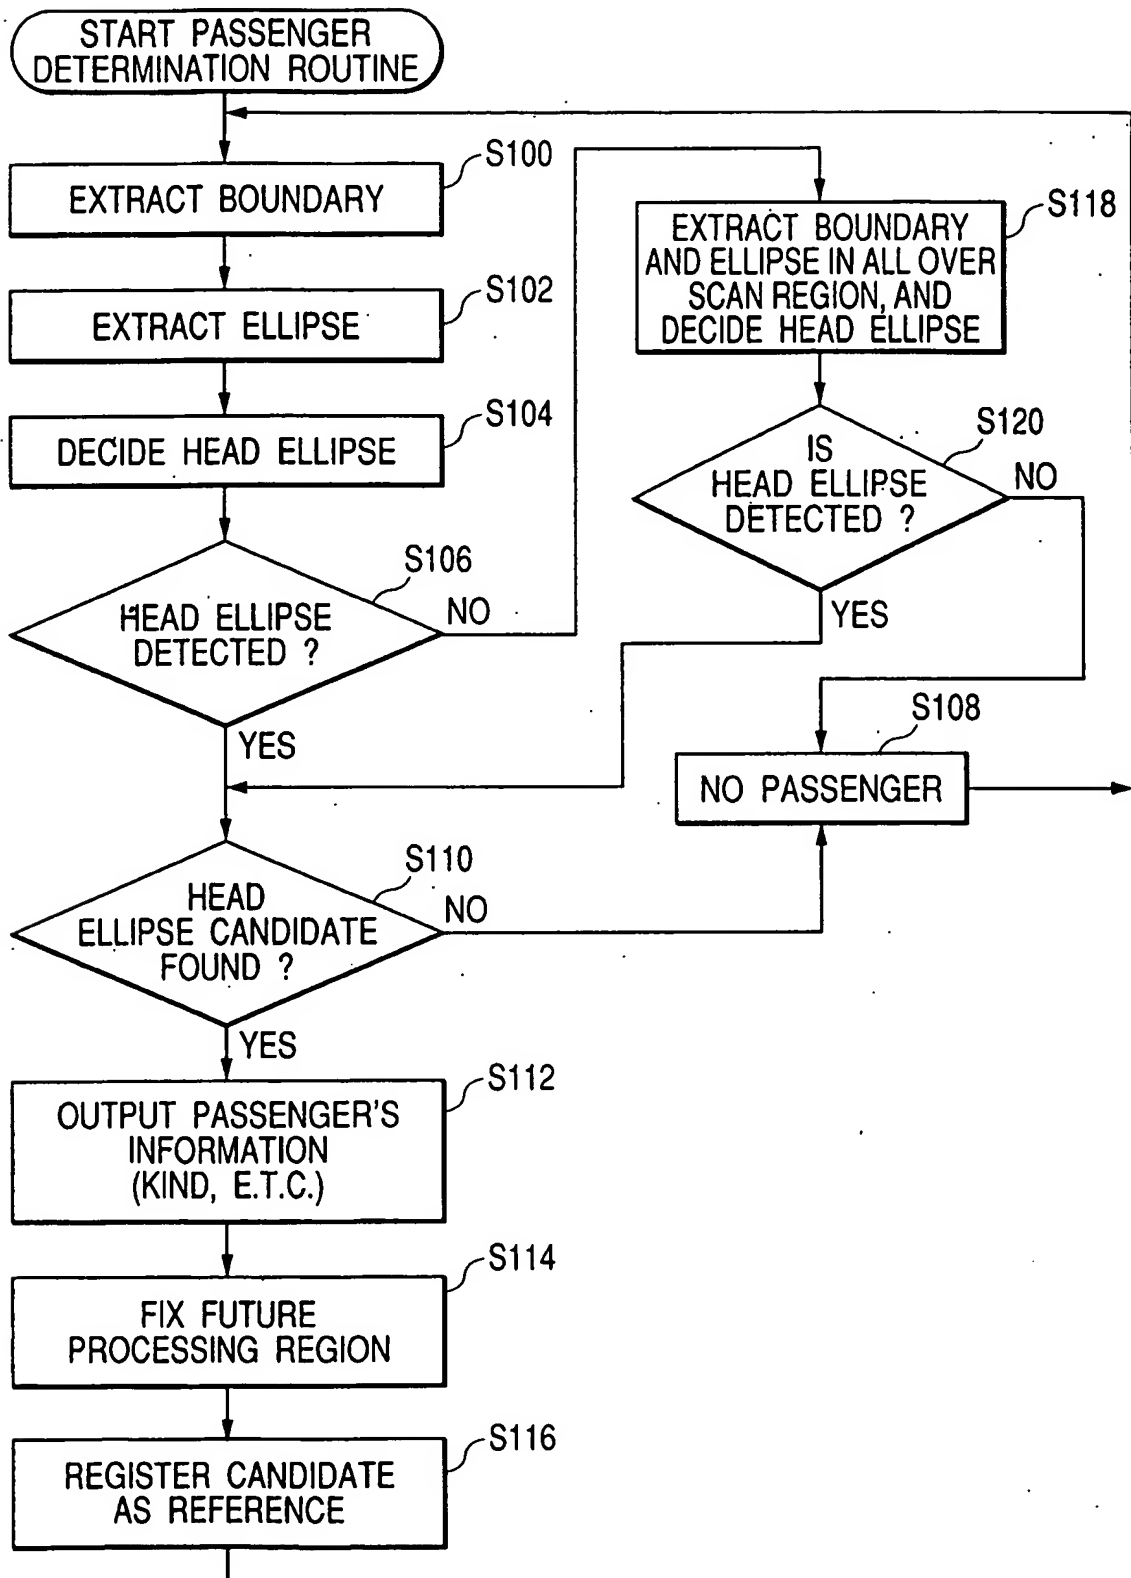 START PASSENGER
DETERMINATION ROUTINE
S100
EXTRACT BOUNDARY
S102
EXTRACT ELLIPSE
S104
DECIDE HEAD ELLIPSE
S106
HEAD ELLIPSE
DETECTED ?
NO
YES
S118
EXTRACT BOUNDARY
AND ELLIPSE IN ALL OVER
SCAN REGION, AND
DECIDE HEAD ELLIPSE
S120
IS
HEAD ELLIPSE
DETECTED ?
NO
YES
S108
NO PASSENGER
S110
HEAD
ELLIPSE CANDIDATE
FOUND ?
NO
YES
S112
OUTPUT PASSENGER'S
INFORMATION
(KIND, E.T.C.)
S114
FIX FUTURE
PROCESSING REGION
S116
REGISTER CANDIDATE
AS REFERENCE